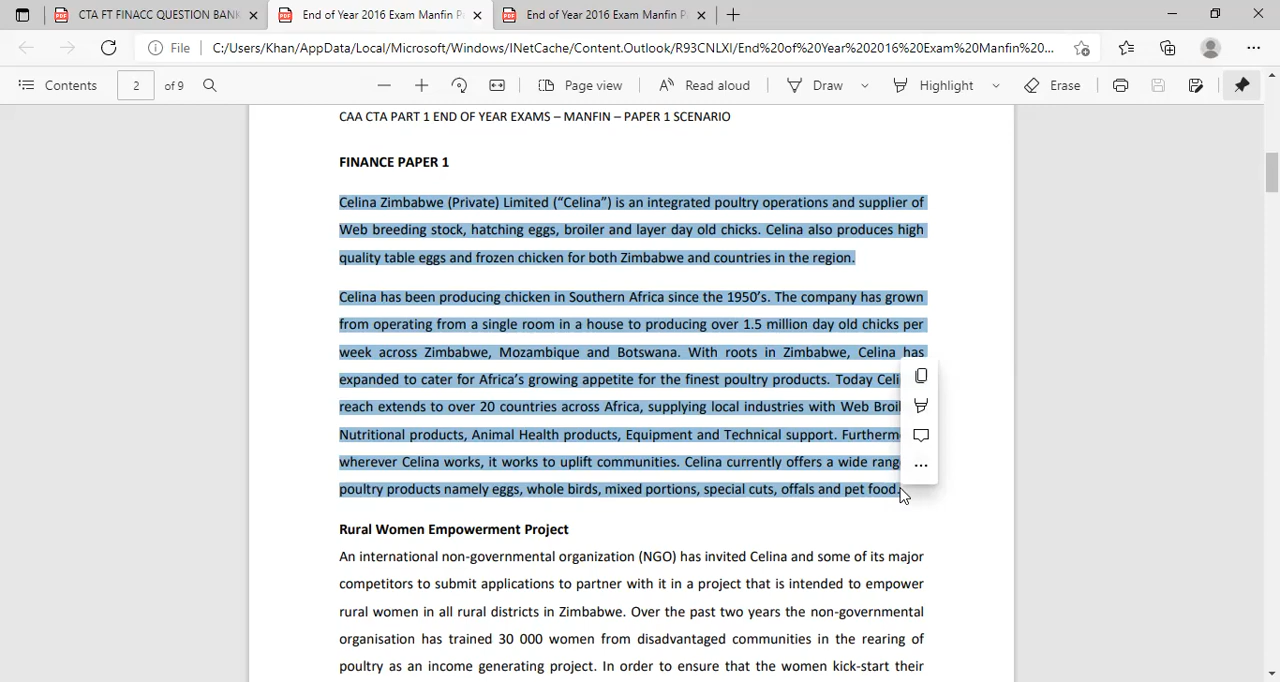 CTA FT FINACC QUESTION BANK
End of Year 2016 Exam Manfin P
End of Year 2016 Exam Manfin P
File
C:/Users/Khan/AppData/Local/Microsoft/Windows/INetCache/Content.Outlook/R93CNLXI/End%20of%20Year%202016%20Exam%20Manfin%20...
Contents
2
of 9
Page view
Read aloud
Draw
Highlight
Erase
CAA CTA PART 1 END OF YEAR EXAMS – MANFIN – PAPER 1 SCENARIO
FINANCE PAPER 1
Celina Zimbabwe (Private) Limited (“Celina”) is an integrated poultry operations and supplier of
Web breeding stock, hatching eggs, broiler and layer day old chicks. Celina also produces high
quality table eggs and frozen chicken for both Zimbabwe and countries in the region.
Celina has been producing chicken in Southern Africa since the 1950’s. The company has grown
from operating from a single room in a house to producing over 1.5 million day old chicks per
week across Zimbabwe, Mozambique and Botswana. With roots in Zimbabwe, Celina has
expanded to cater for Africa’s growing appetite for the finest poultry products. Today Celi
reach extends to over 20 countries across Africa, supplying local industries with Web Broil
Nutritional products, Animal Health products, Equipment and Technical support. Furtherm
wherever Celina works, it works to uplift communities. Celina currently offers a wide rang
poultry products namely eggs, whole birds, mixed portions, special cuts, offals and pet food.
Rural Women Empowerment Project
An international non-governmental organization (NGO) has invited Celina and some of its major
competitors to submit applications to partner with it in a project that is intended to empower
rural women in all rural districts in Zimbabwe. Over the past two years the non-governmental
organisation has trained 30 000 women from disadvantaged communities in the rearing of
poultry as an income generating project. In order to ensure that the women kick-start their